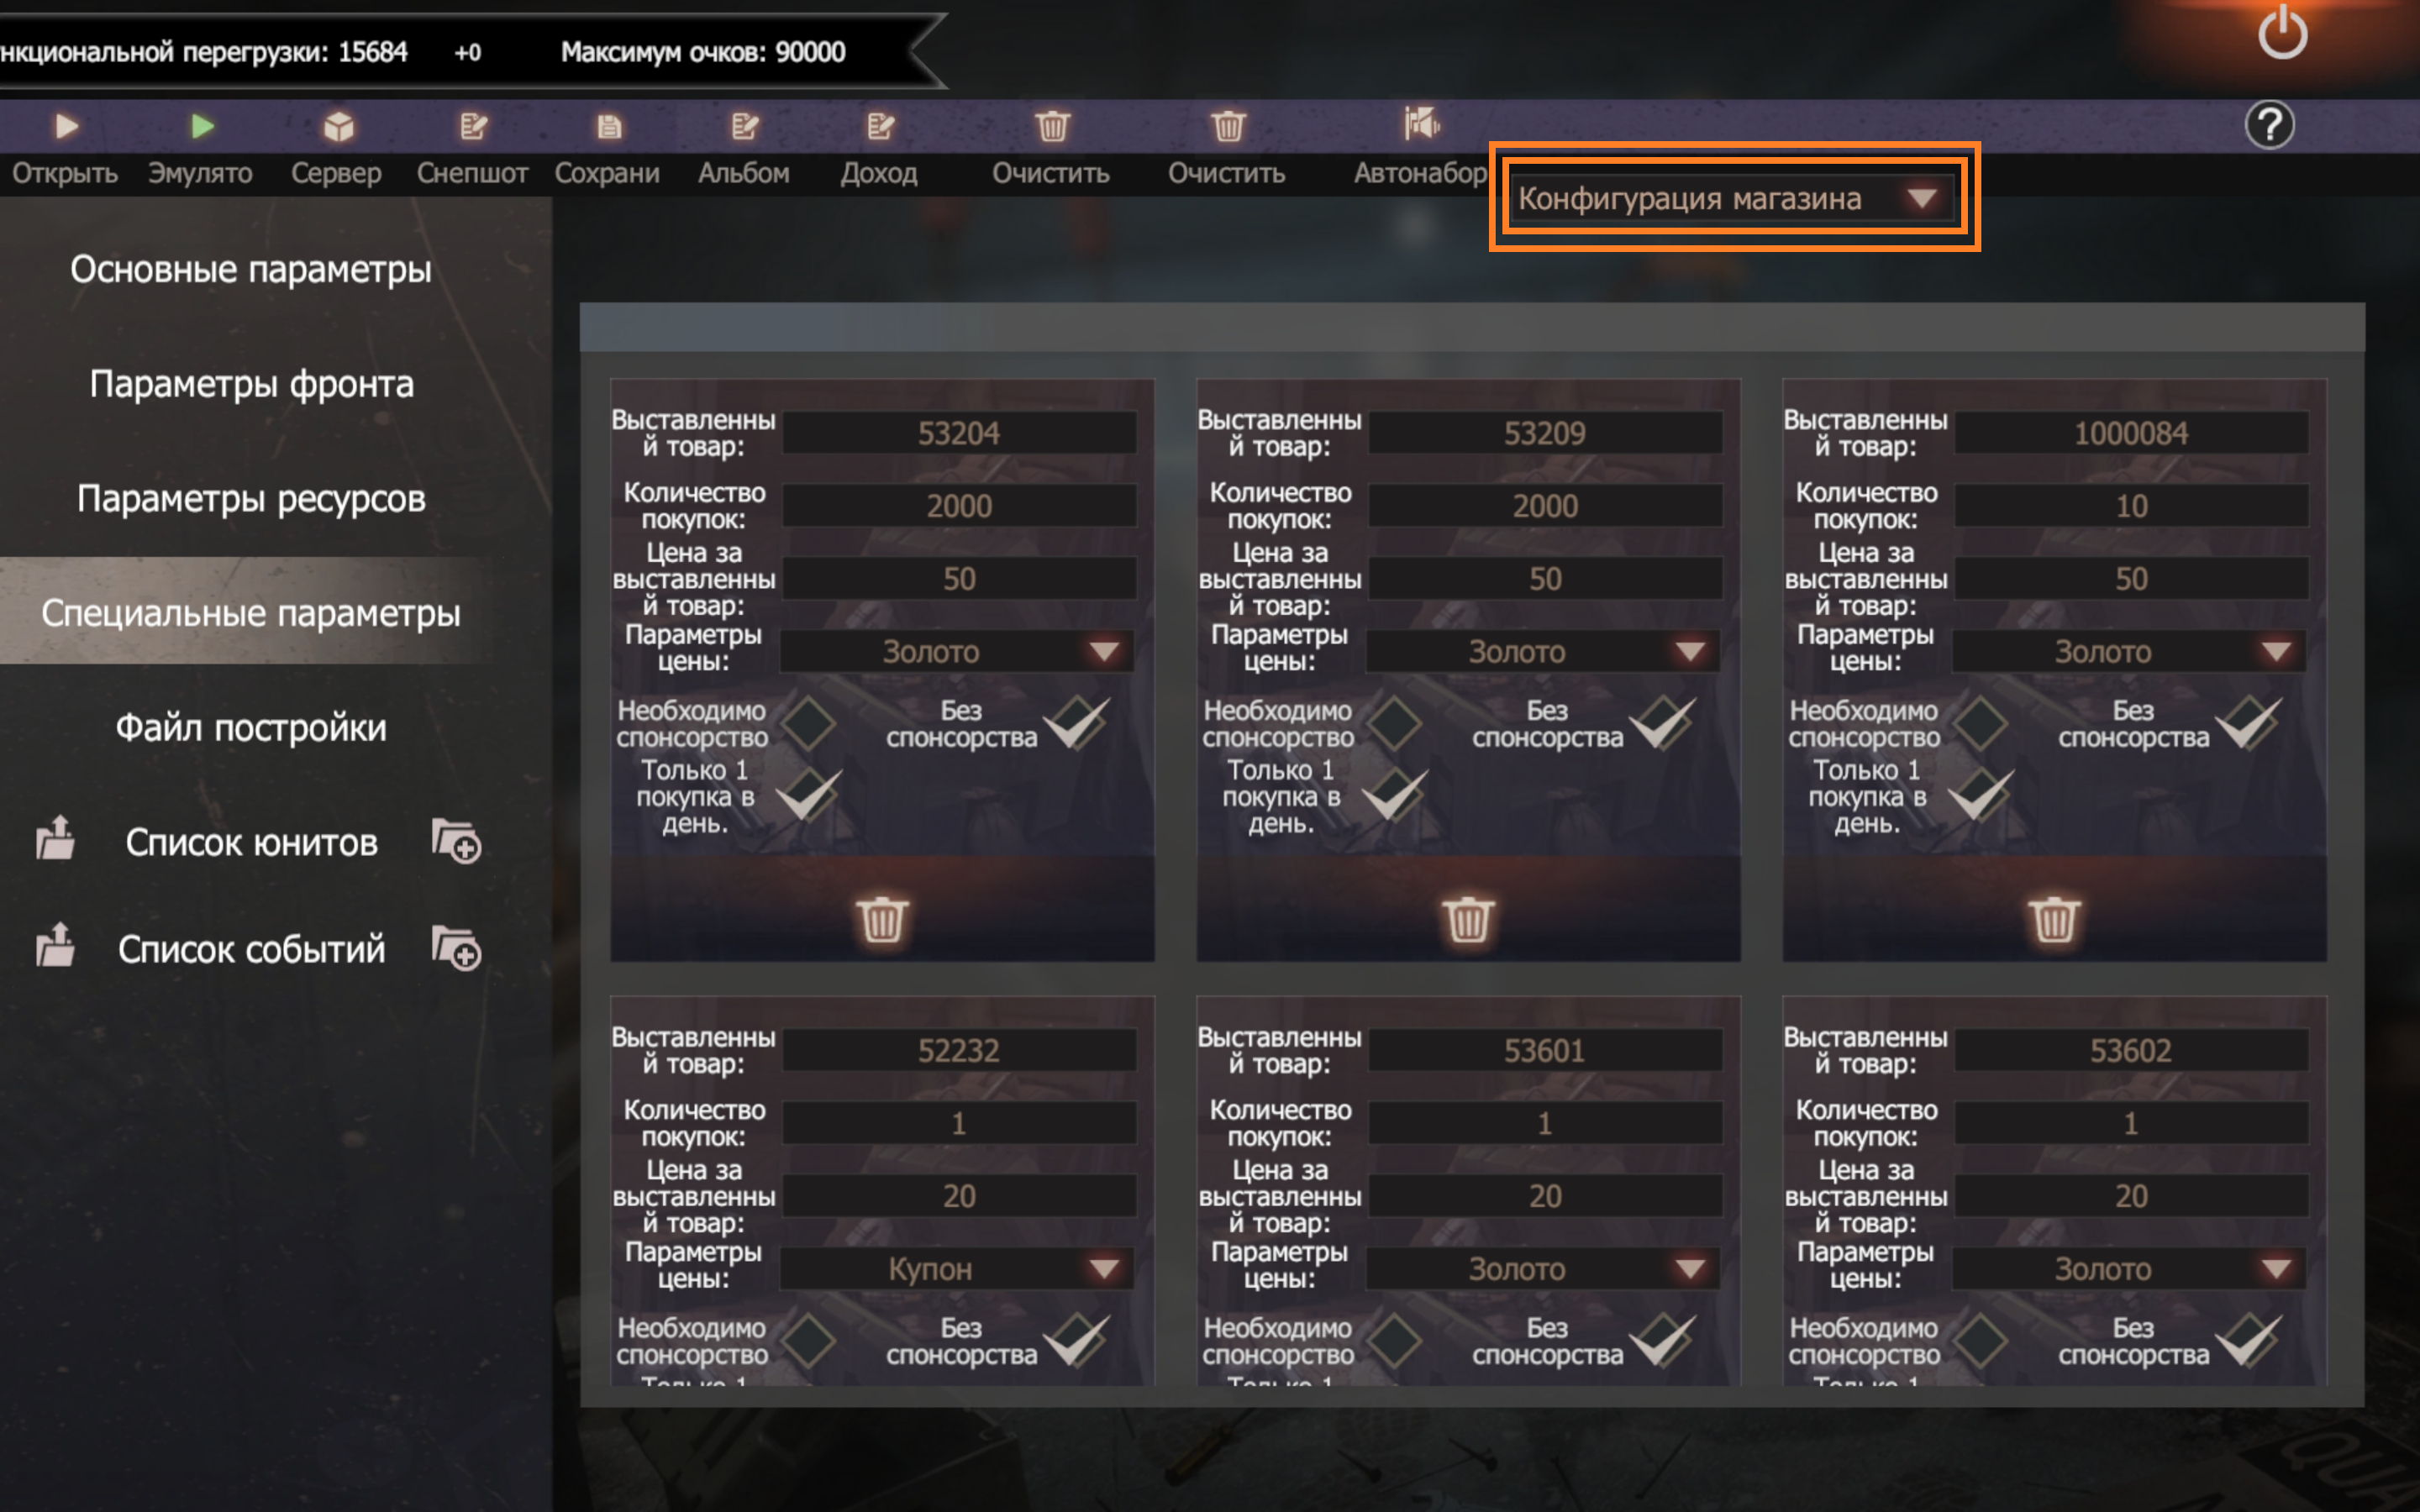 нкциональной перегрузки: 15684 +0 Максимум очков: 90000
Открыть Эмулято Сервер Снепшот Сохрани Альбом Доход Очистить Очистить Автонабор
Конфигурация магазина
Основные параметры
Параметры фронта
Параметры ресурсов
Специальные параметры
Файл постройки
Список юнитов
Список событий
Выставленны
й товар:
53204
Количество
покупок:
2000
Цена за
выставленны
й товар:
50
Параметры
цены:
Золото
Необходимо
спонсорство
Без
спонсорства
Только 1
покупка в
день.
Выставленны
й товар:
53209
Количество
покупок:
2000
Цена за
выставленны
й товар:
50
Параметры
цены:
Золото
Необходимо
спонсорство
Без
спонсорства
Только 1
покупка в
день.
Выставленны
й товар:
1000084
Количество
покупок:
10
Цена за
выставленны
й товар:
50
Параметры
цены:
Золото
Необходимо
спонсорство
Без
спонсорства
Только 1
покупка в
день.
Выставленны
й товар:
52232
Количество
покупок:
1
Цена за
выставленны
й товар:
20
Параметры
цены:
Купон
Необходимо
спонсорство
Без
спонсорства
Только 1
Выставленны
й товар:
53601
Количество
покупок:
1
Цена за
выставленны
й товар:
20
Параметры
цены:
Золото
Необходимо
спонсорство
Без
спонсорства
Только 1
Выставленны
й товар:
53602
Количество
покупок:
1
Цена за
выставленны
й товар:
20
Параметры
цены:
Золото
Необходимо
спонсорство
Без
спонсорства
Только 1